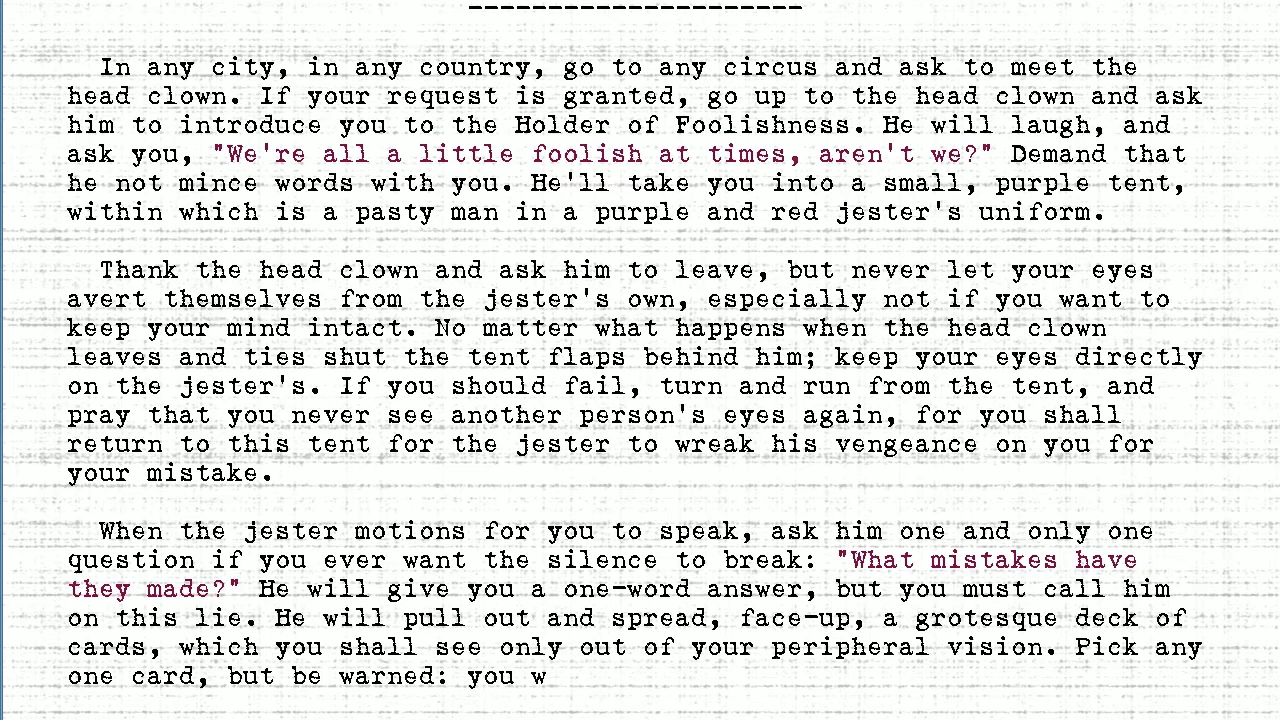 ---------------------
In any city, in any country, go to any circus and ask to meet the
head clown. If your request is granted, go up to the head clown and ask
him to introduce you to the Holder of Foolishness. He will laugh, and
ask you, "We're all a little foolish at times, aren't we?" Demand that
he not mince words with you. He'll take you into a small, purple tent,
within which is a pasty man in a purple and red jester's uniform.
Thank the head clown and ask him to leave, but never let your eyes
avert themselves from the jester's own, especially not if you want to
keep your mind intact. No matter what happens when the head clown
leaves and ties shut the tent flaps behind him; keep your eyes directly
on the jester's. If you should fail, turn and run from the tent, and
pray that you never see another person's eyes again, for you shall
return to this tent for the jester to wreak his vengeance on you for
your mistake.
When the jester motions for you to speak, ask him one and only one
question if you ever want the silence to break: "What mistakes have
they made?" He will give you a one-word answer, but you must call him
on this lie. He will pull out and spread, face-up, a grotesque deck of
cards, which you shall see only out of your peripheral vision. Pick any
one card, but be warned: you w